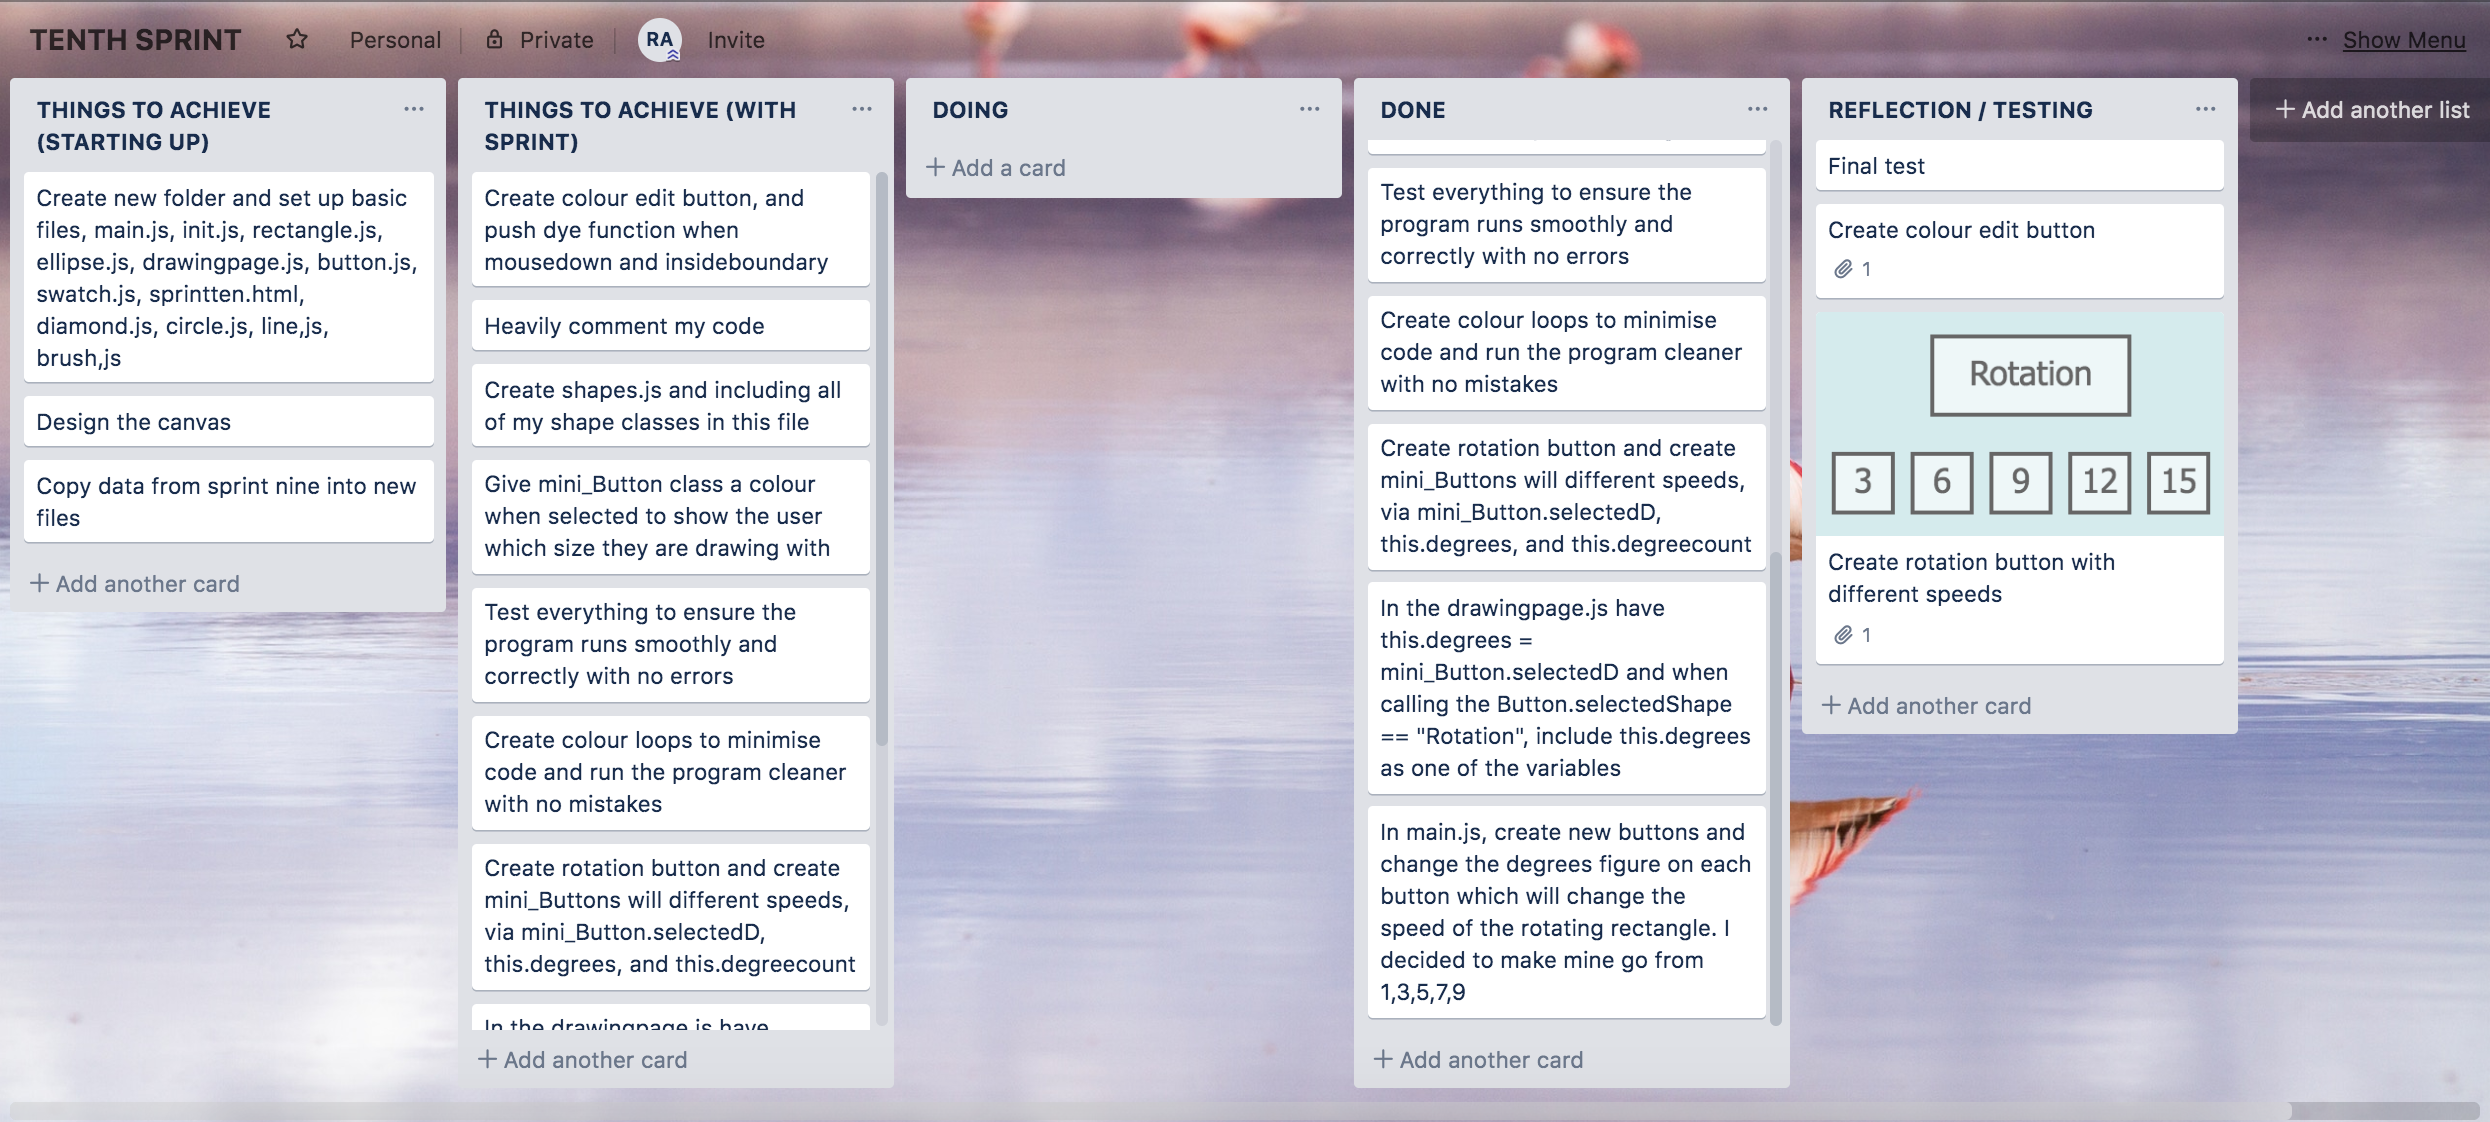 TENTH SPRINT
Personal
Private
RA
Invite
... Show Menu
THINGS TO ACHIEVE
(STARTING UP)
Create new folder and set up basic
files, main.js, init.js, rectangle.js,
ellipse.js, drawingpage.js, button.js,
swatch.js, sprintten.html,
diamond.js, circle.js, line,js,
brush,js
Design the canvas
Copy data from sprint nine into new
files
+ Add another card
THINGS TO ACHIEVE (WITH
SPRINT)
Create colour edit button, and
push dye function when
mousedown and insideboundary
Heavily comment my code
Create shapes.js and including all
of my shape classes in this file
Give mini_Button class a colour
when selected to show the user
which size they are drawing with
Test everything to ensure the
program runs smoothly and
correctly with no errors
Create colour loops to minimise
code and run the program cleaner
with no mistakes
Create rotation button and create
mini_Buttons will different speeds,
via mini_Button.selectedD,
this.degrees, and this.degreecount
In the drawingpage.js have
+ Add another card
DOING
+ Add a card
DONE
Test everything to ensure the
program runs smoothly and
correctly with no errors
Create colour loops to minimise
code and run the program cleaner
with no mistakes
Create rotation button and create
mini_Buttons will different speeds,
via mini_Button.selectedD,
this.degrees, and this.degreecount
In the drawingpage.js have
this.degrees =
mini_Button.selectedD and when
calling the Button.selectedShape
== "Rotation", include this.degrees
as one of the variables
In main.js, create new buttons and
change the degrees figure on each
button which will change the
speed of the rotating rectangle. I
decided to make mine go from
1,3,5,7,9
+ Add another card
REFLECTION / TESTING
Final test
Create colour edit button
1
Rotation
3 6 9 12 15
Create rotation button with
different speeds
1
+ Add another card
+ Add another list